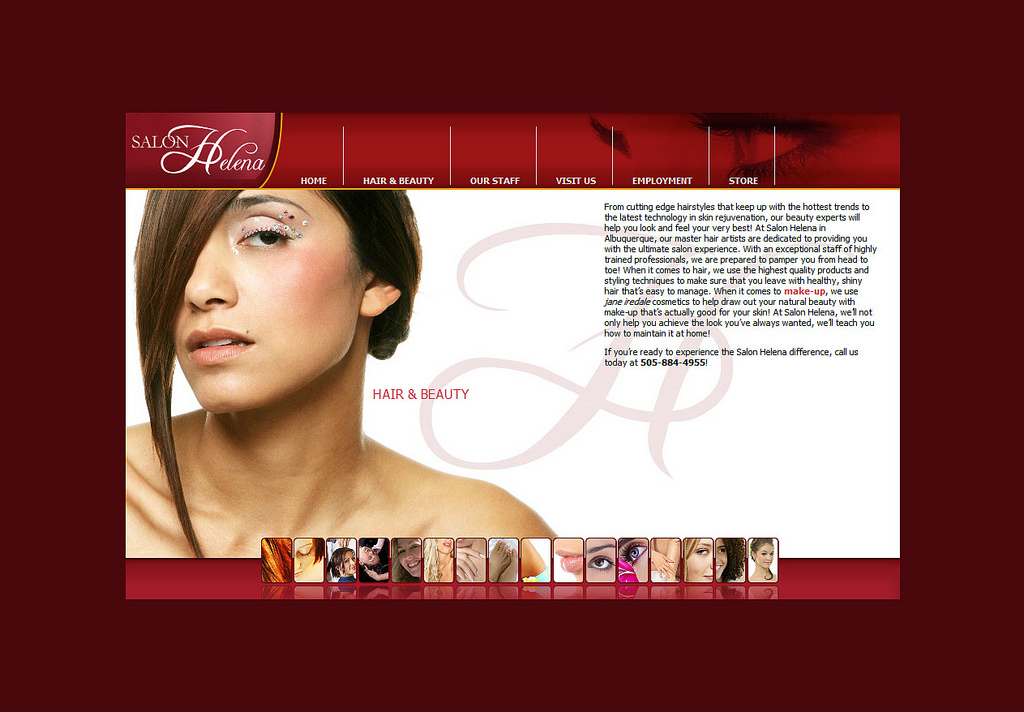 SALON Helena
HOME HAIR & BEAUTY OUR STAFF VISIT US EMPLOYMENT STORE
From cutting edge hairstyles that keep up with the hottest trends to
the latest technology in skin rejuvenation, our beauty experts will
help you look and feel your very best! At Salon Helena in
Albuquerque, our master hair artists are dedicated to providing you
with the ultimate salon experience. With an exceptional staff of highly
trained professionals, we are prepared to pamper you from head to
toe! When it comes to hair, we use the highest quality products and
styling techniques to make sure that you leave with healthy, shiny
hair that's easy to manage. When it comes to make-up, we use
jane iredale cosmetics to help draw out your natural beauty with
make-up that's actually good for your skin! At Salon Helena, we'll not
only help you achieve the look you've always wanted, we'll teach you
how to maintain it at home!
If you're ready to experience the Salon Helena difference, call us
today at 505-884-4955!
HAIR & BEAUTY
H